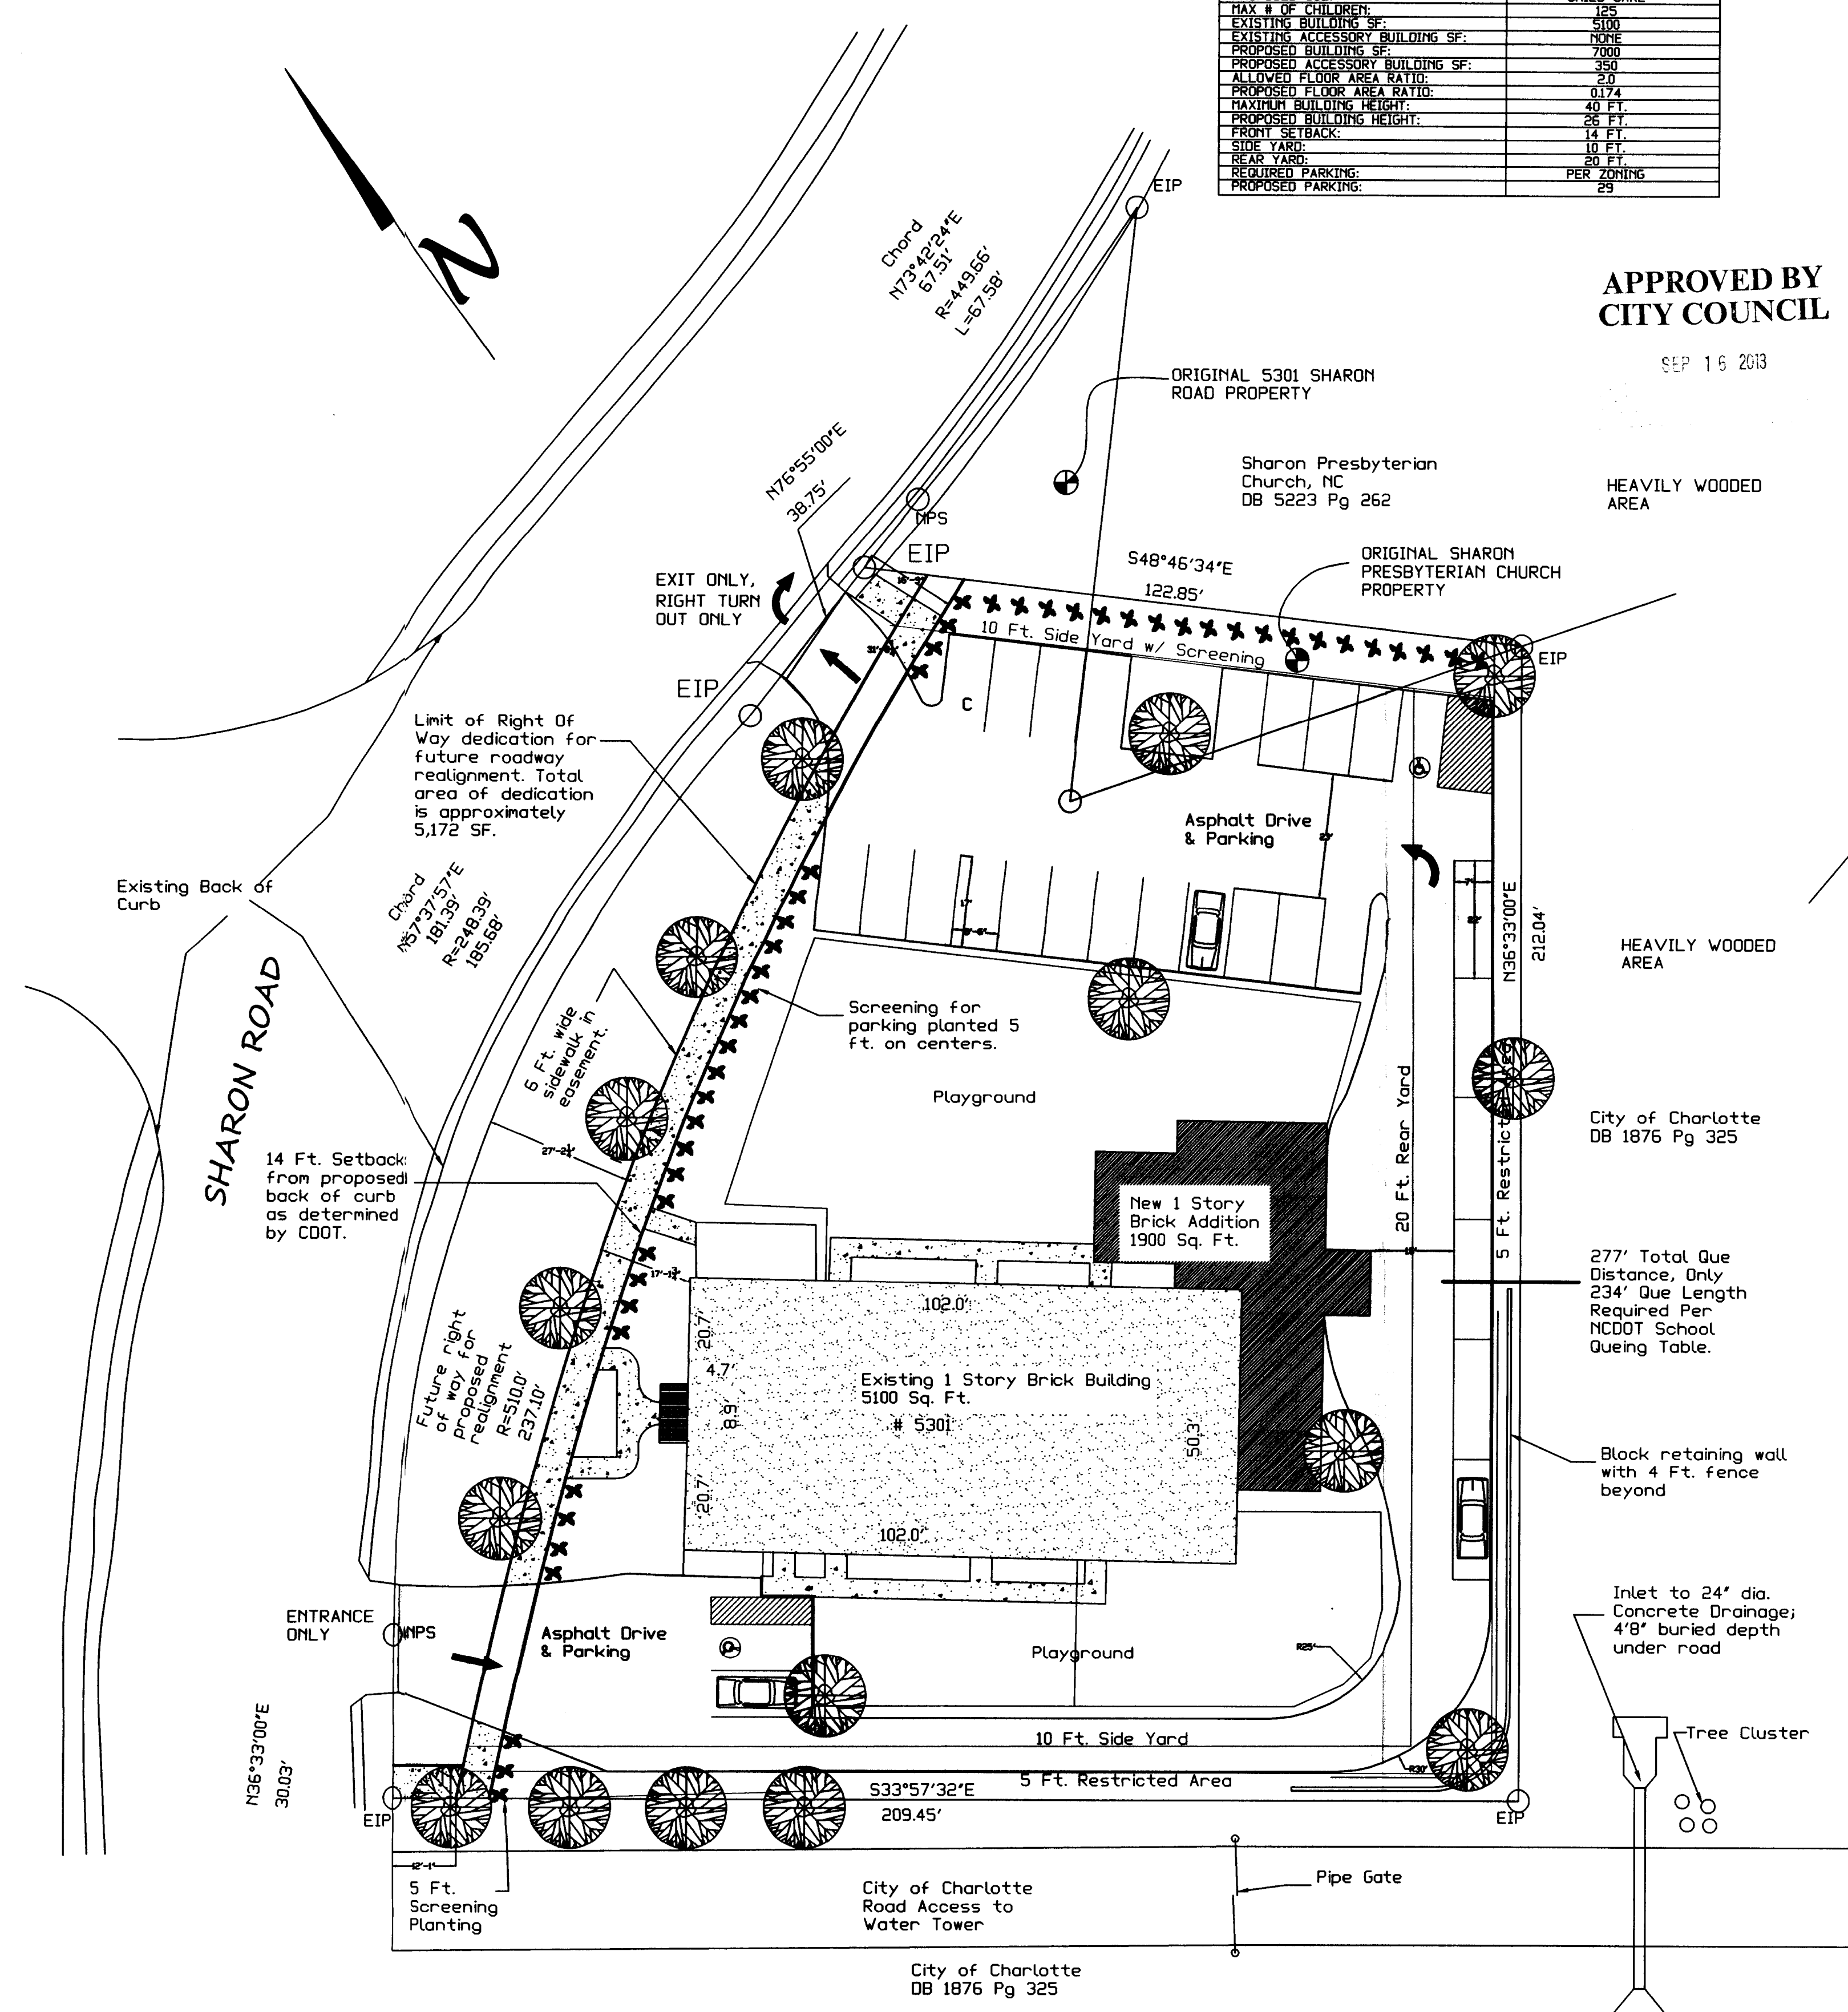 MAX # OF CHILDREN: 125
EXISTING BUILDING SF: 5100
EXISTING ACCESSORY BUILDING SF: NONE
PROPOSED BUILDING SF: 7000
PROPOSED ACCESSORY BUILDING SF: 350
ALLOWED FLOOR AREA RATIO: 2.0
PROPOSED FLOOR AREA RATIO: 0.174
MAXIMUM BUILDING HEIGHT: 40 FT.
PROPOSED BUILDING HEIGHT: 26 FT.
FRONT SETBACK: 14 FT.
SIDE YARD: 10 FT.
REAR YARD: 20 FT.
REQUIRED PARKING: PER ZONING
PROPOSED PARKING: 29
APPROVED BY
CITY COUNCIL
SEP 16 2013
N
EIP
Chord
N73°42'24"E
67.51'
R=449.66'
L=67.58'
ORIGINAL 5301 SHARON
ROAD PROPERTY
Sharon Presbyterian
Church, NC
DB 5223 Pg 262
HEAVILY WOODED
AREA
N76°55'00"E
38.75'
NPS
EIP
EXIT ONLY,
RIGHT TURN
OUT ONLY
S48°46'34"E
122.85'
ORIGINAL SHARON
PRESBYTERIAN CHURCH
PROPERTY
10 Ft. Side Yard w/ Screening
EIP
EIP
C
Limit of Right Of
Way dedication for
future roadway
realignment. Total
area of dedication
is approximately
5,172 SF.
Asphalt Drive
& Parking
23'
Existing Back of
Curb
Chord
N57°37'57"E
181.39'
R=248.39'
185.68'
17'
7'
N36°33'00"E
212.04'
HEAVILY WOODED
AREA
SHARON ROAD
6 Ft. wide
sidewalk in
easement.
Screening for
parking planted 5
ft. on centers.
Playground
20 Ft. Rear Yard
5 Ft. Restricted
City of Charlotte
DB 1876 Pg 325
14 Ft. Setback
from proposed
back of curb
as determined
by CDOT.
New 1 Story
Brick Addition
1900 Sq. Ft.
277' Total Que
Distance, Only
234' Que Length
Required Per
NCDOT School
Queing Table.
102.0'
20.7'
4.7'
8.9'
20.7'
Existing 1 Story Brick Building
5100 Sq. Ft.
# 5301
50.3'
102.0'
Future right
of way for
proposed
realignment
R=510.0'
237.10'
Block retaining wall
with 4 Ft. fence
beyond
ENTRANCE
ONLY
NPS
Asphalt Drive
& Parking
Playground
R25'
Inlet to 24" dia.
Concrete Drainage;
4'8" buried depth
under road
N36°33'00"E
30.03'
10 Ft. Side Yard
5 Ft. Restricted Area
R30'
S33°57'32"E
209.45'
EIP
EIP
Tree Cluster
12'-1"
5 Ft.
Screening
Planting
City of Charlotte
Road Access to
Water Tower
Pipe Gate
City of Charlotte
DB 1876 Pg 325